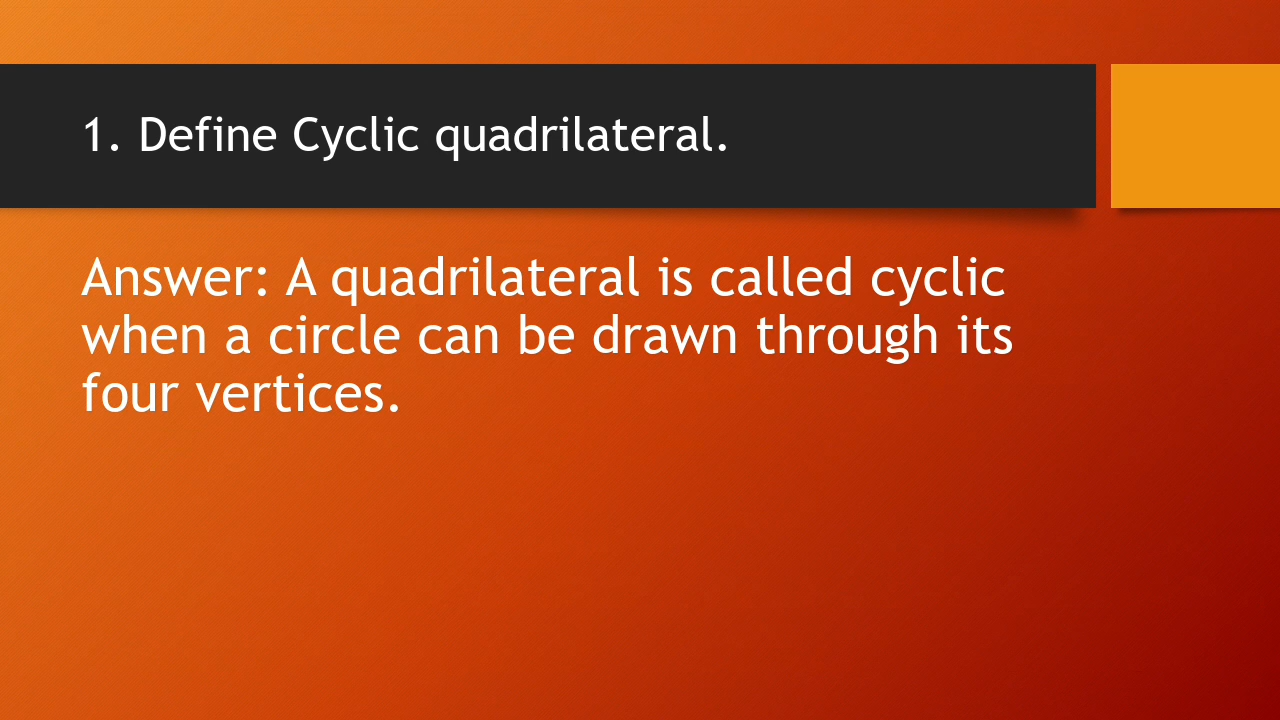 1. Define Cyclic quadrilateral.
Answer: A quadrilateral is called cyclic
when a circle can be drawn through its
four vertices.